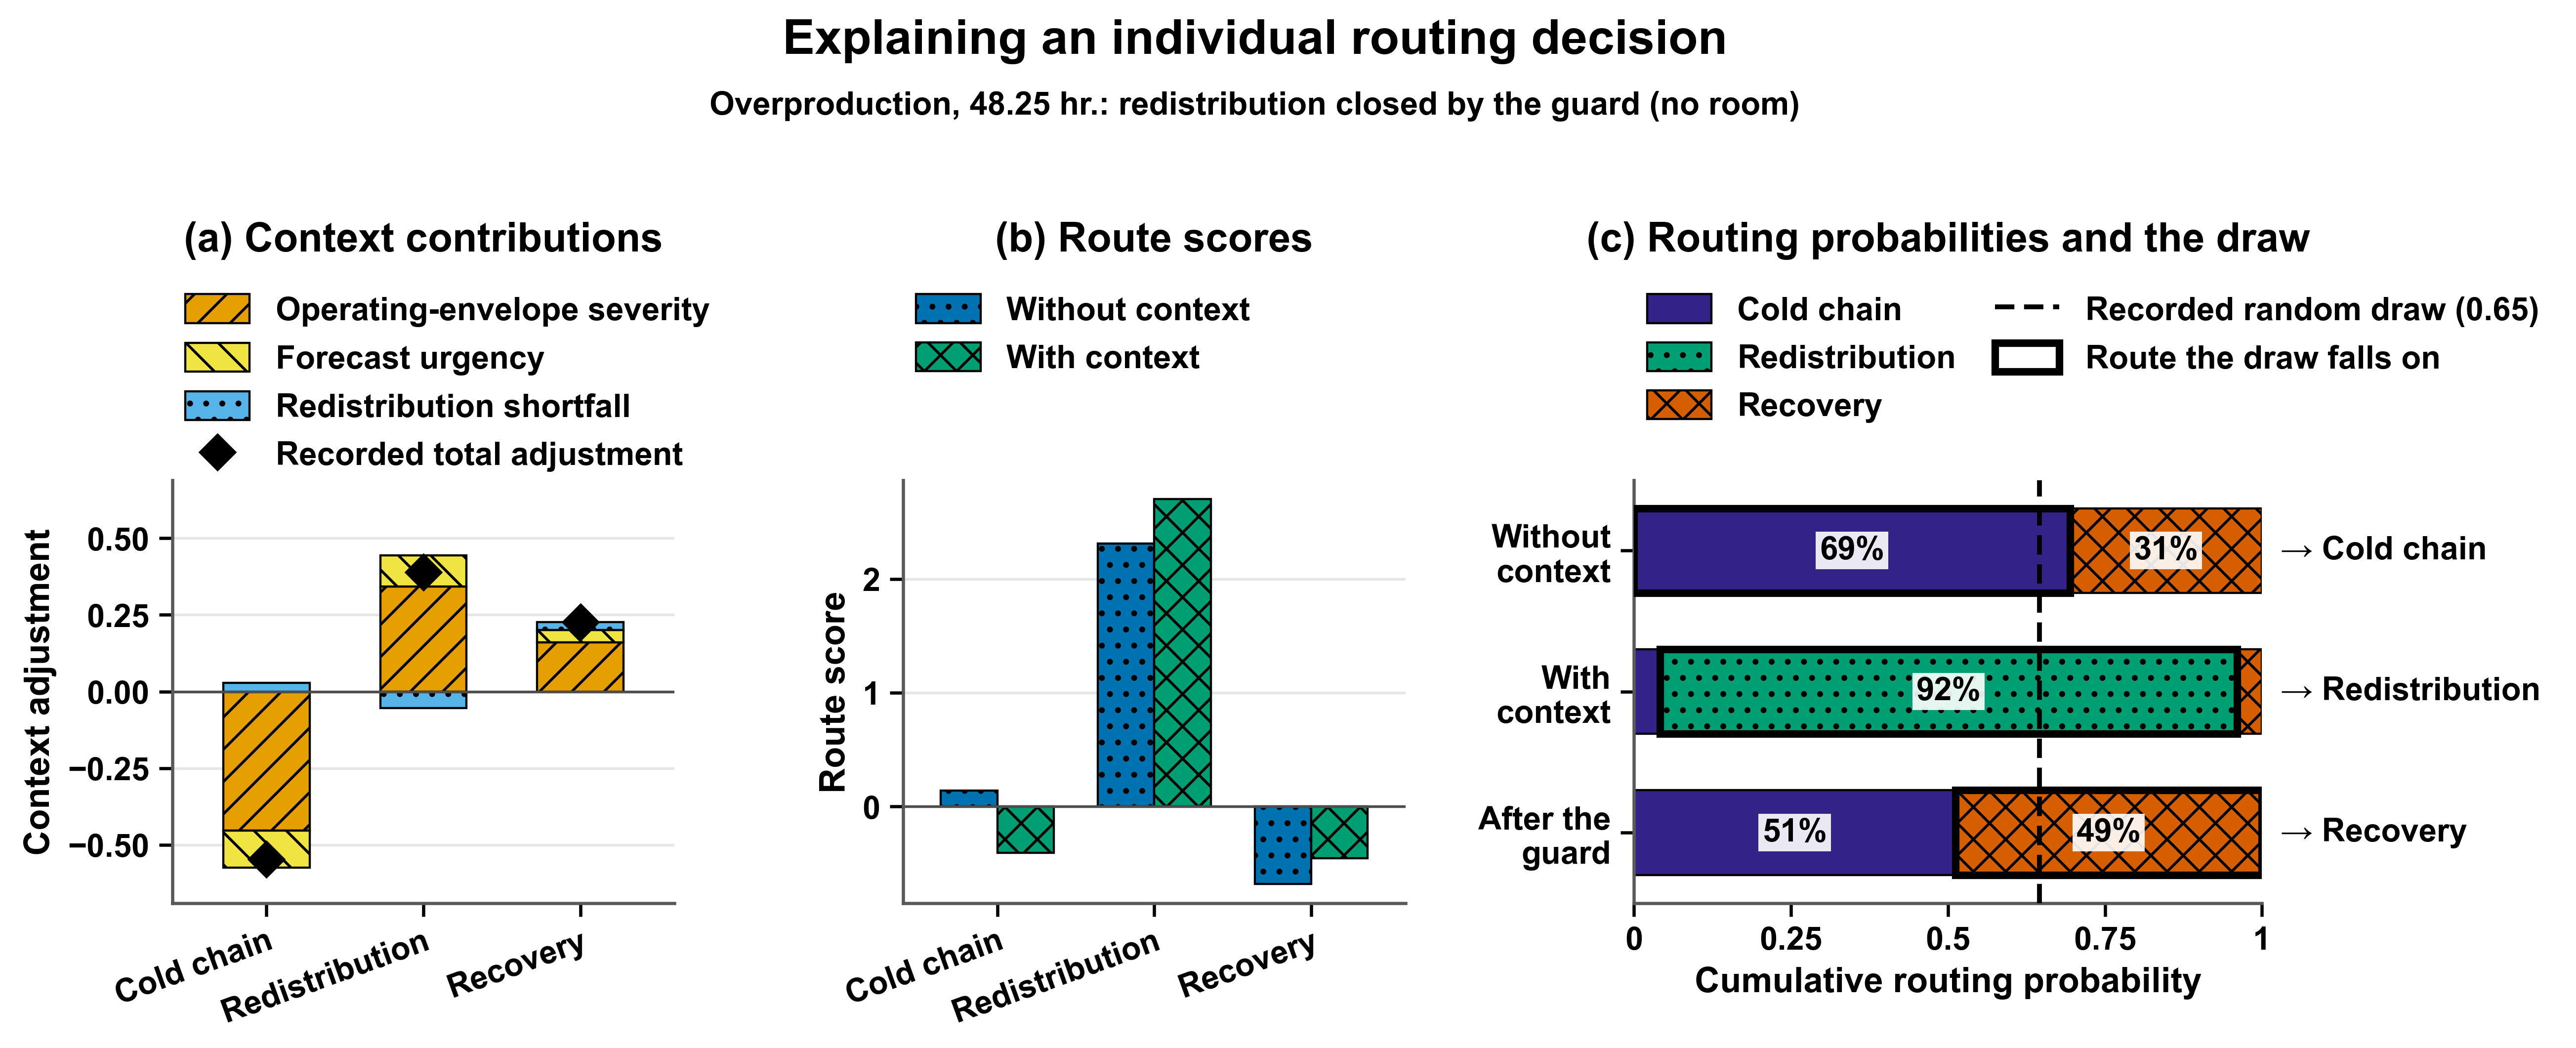 Explaining an individual routing decision
Overproduction, 48.25 hr.: redistribution closed by the guard (no room)
(a) Context contributions
Operating-envelope severity
Forecast urgency
Redistribution shortfall
Recorded total adjustment
Context adjustment
0.50
0.25
0.00
−0.25
−0.50
Cold chain
Redistribution
Recovery
(b) Route scores
Without context
With context
Route score
2
1
0
Cold chain
Redistribution
Recovery
(c) Routing probabilities and the draw
Cold chain
Redistribution
Recovery
Recorded random draw (0.65)
Route the draw falls on
Without
context
69%
31%
→ Cold chain
With
context
92%
→ Redistribution
After the
guard
51%
49%
→ Recovery
0
0.25
0.5
0.75
1
Cumulative routing probability